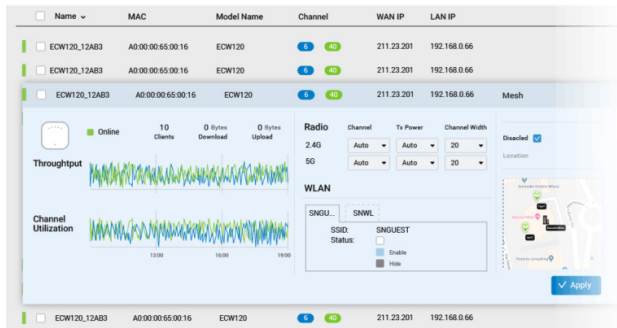 Name MAC Model Name Channel WAN IP LAN IP
ECW120_12AB3 A0:00:00:65:00:16 ECW120 6 40 211.23.201 192.168.0.66
ECW120_12AB3 A0:00:00:65:00:16 ECW120 6 40 211.23.201 192.168.0.66
ECW120_12AB3 A0:00:00:65:00:16 ECW120 6 40 211.23.201 192.168.0.66 Mesh
Online 10 Clients 0 Bytes Download 0 Bytes Upload
Radio Channel Tx Power Channel Width
2.4G Auto Auto 20
5G Auto Auto 20
Disacled
Location
Throughtput
WLAN
SNGU... SNWL
SSID: SNGUEST
Status:
Enable
Hide
Channel
Utilization
13:00 16:00 19:00
Apply
ECW120_12AB3 A0:00:00:65:00:16 ECW120 6 40 211.23.201 192.168.0.66